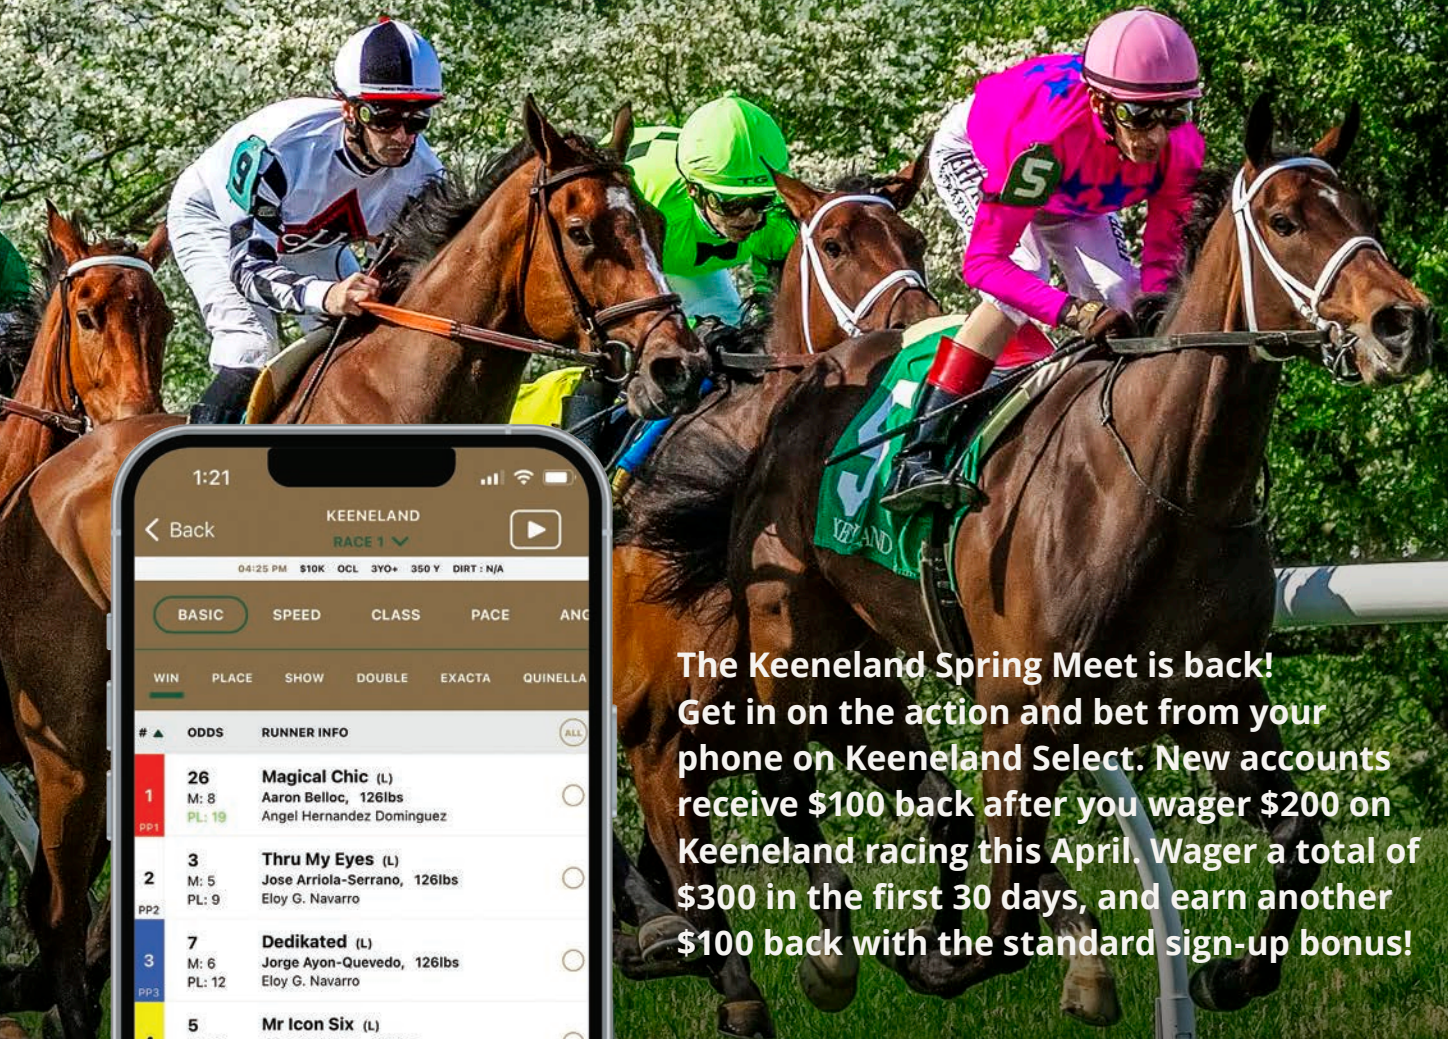 9
TG
5
1:21
Back
KEENELAND
RACE 1
04:25 PM $10K OCL 3YO+ 350 Y DIRT : N/A
BASIC SPEED CLASS PACE
WIN PLACE SHOW DOUBLE EXACTA QUINELLA
# ODDS RUNNER INFO ALL
1 26 Magical Chic (L)
M: 8 Aaron Belloc, 126lbs
PP1 PL: 19 Angel Hernandez Dominguez
2 3 Thru My Eyes (L)
M: 5 Jose Arriola-Serrano, 126lbs
PP2 PL: 9 Eloy G. Navarro
3 7 Dedikated (L)
M: 6 Jorge Ayon-Quevedo, 126lbs
PP3 PL: 12 Eloy G. Navarro
5 Mr Icon Six (L)
The Keeneland Spring Meet is back!
Get in on the action and bet from your
phone on Keeneland Select. New accounts
receive $100 back after you wager $200 on
Keeneland racing this April. Wager a total of
$300 in the first 30 days, and earn another
$100 back with the standard sign-up bonus!